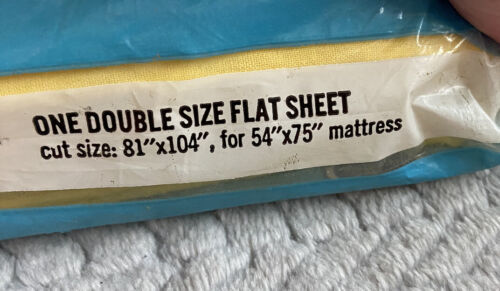 ONE DOUBLE SIZE FLAT SHEET
cut size: 81″x104″, for 54″x75″ mattress